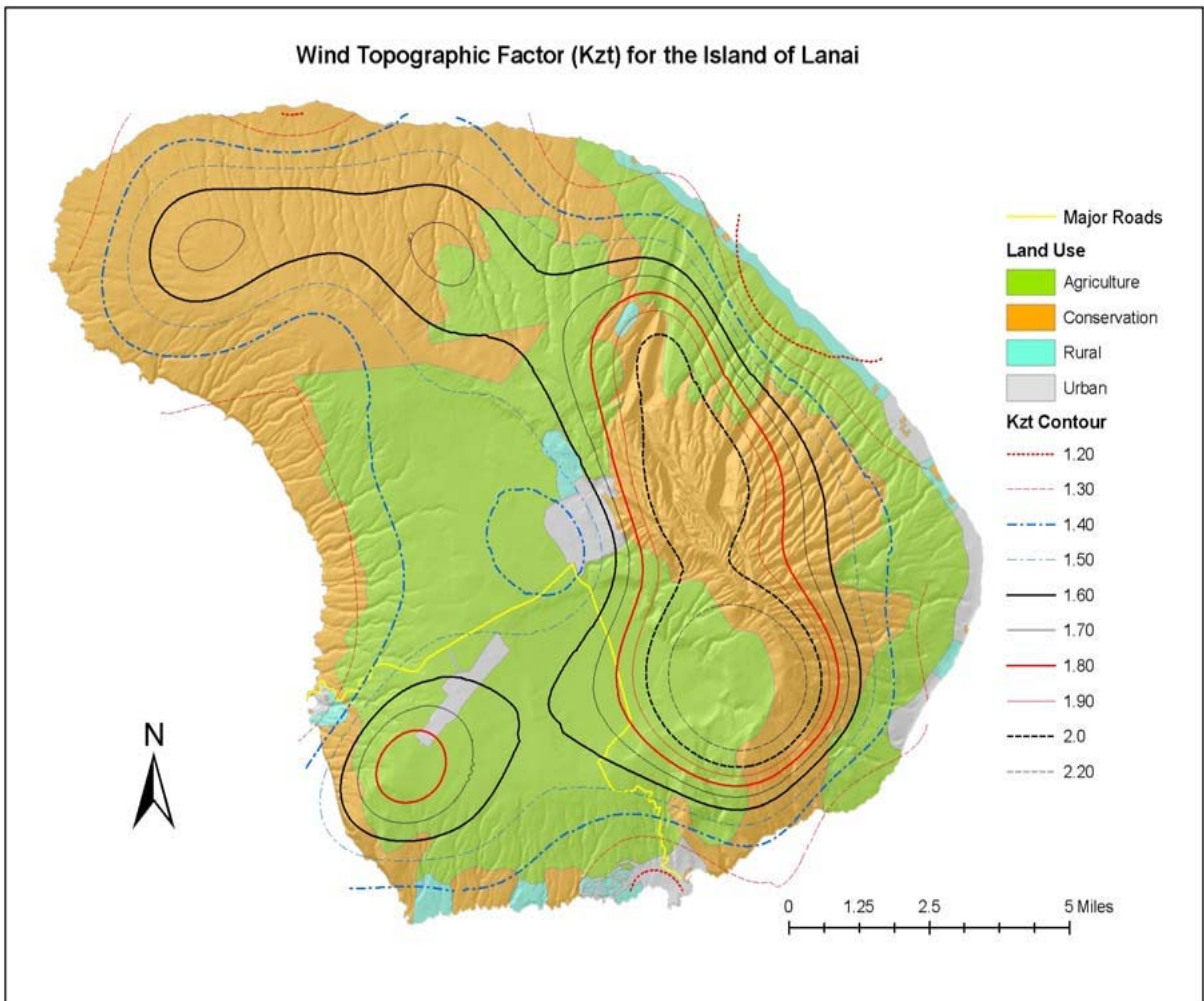 Wind Topographic Factor (Kzt) for the Island of Lanai
Major Roads
Land Use
Agriculture
Conservation
Rural
Urban
Kzt Contour
1.20
1.30
1.40
1.50
1.60
1.70
1.80
1.90
2.0
2.20
N
0 1.25 2.5 5 Miles